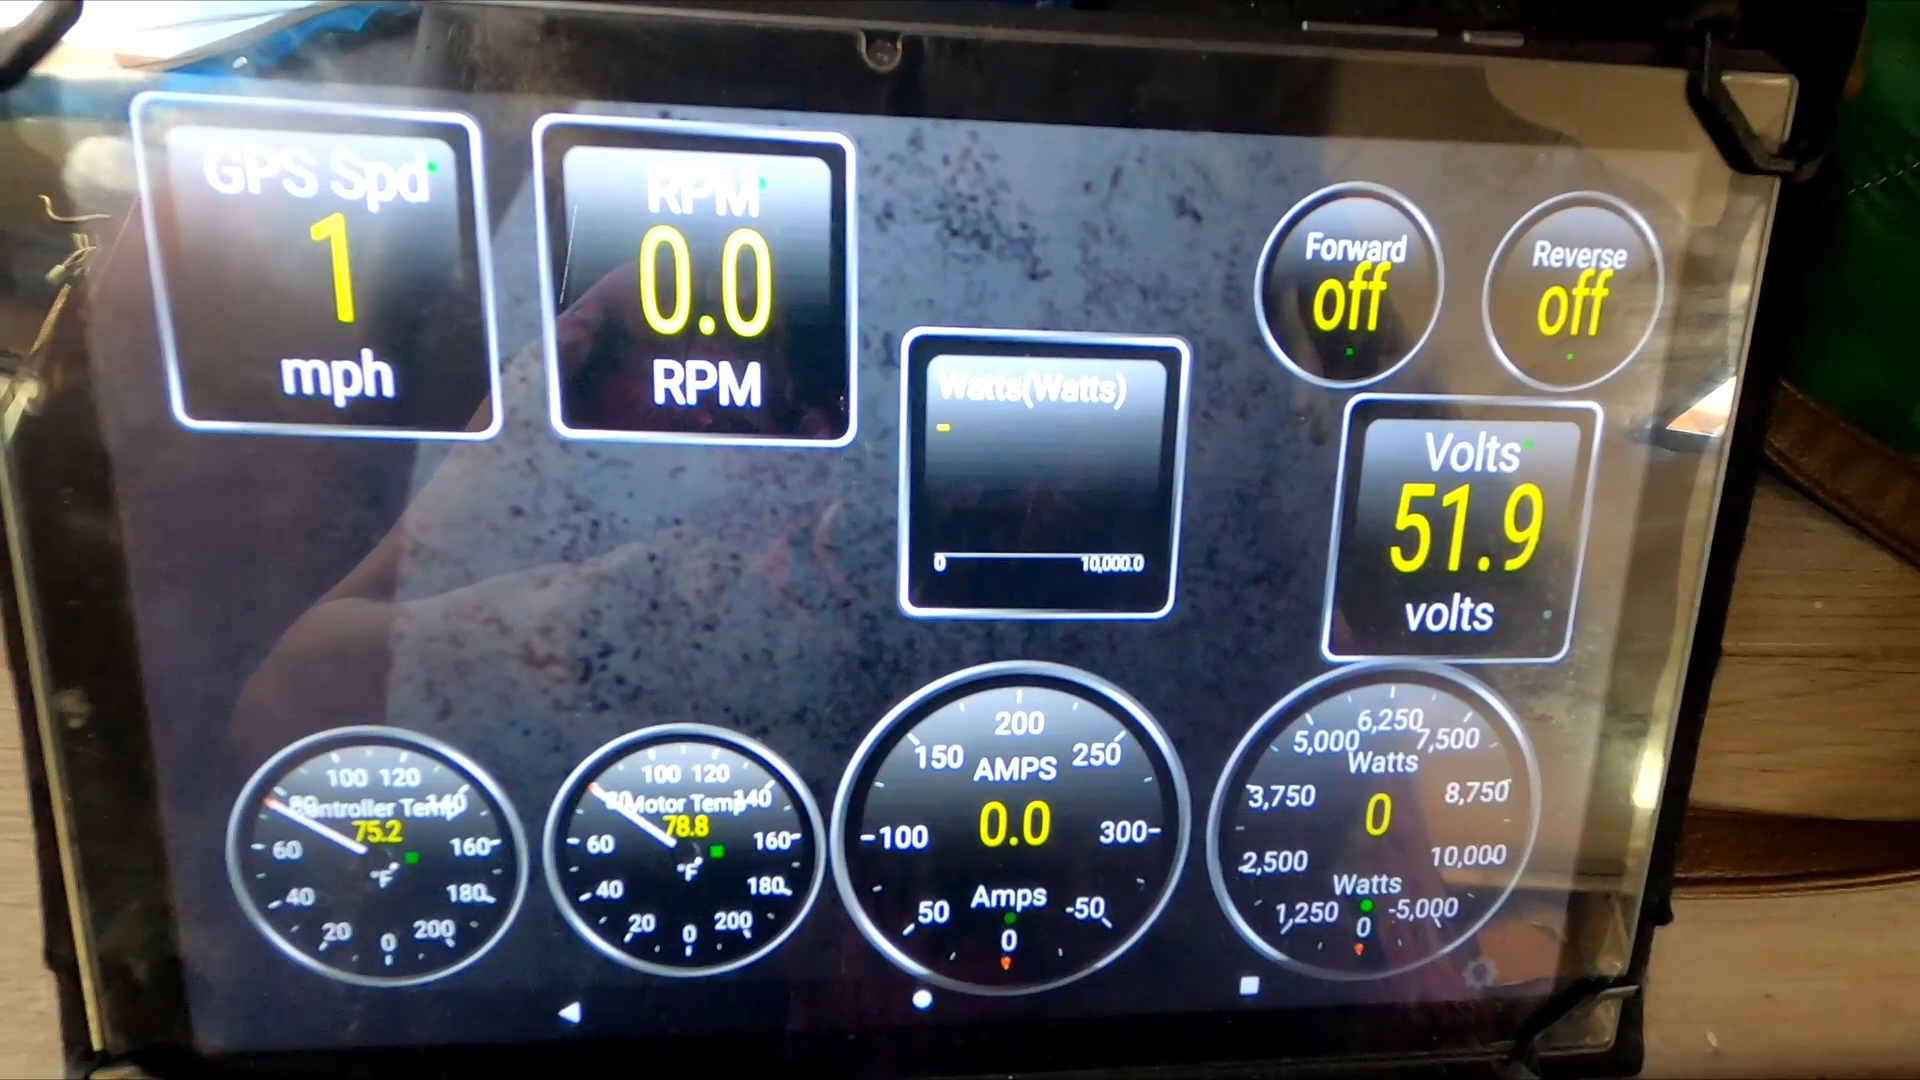 GPS Spd
1
mph
RPM
0.0
RPM
Forward
off
Reverse
off
Watts(Watts)
-
0 10,000.0
Volts
51.9
volts
100 120
80 Controller Temp 140
75.2
60 160
°F
40 180
20 0 200
100 120
80 Motor Temp 140
78.8
60 160
°F
40 180
20 0 200
200
150 AMPS 250
0.0
100 300
Amps
50 -50
0
6,250
5,000 7,500
Watts
3,750 8,750
0
2,500 10,000
Watts
1,250 -5,000
0